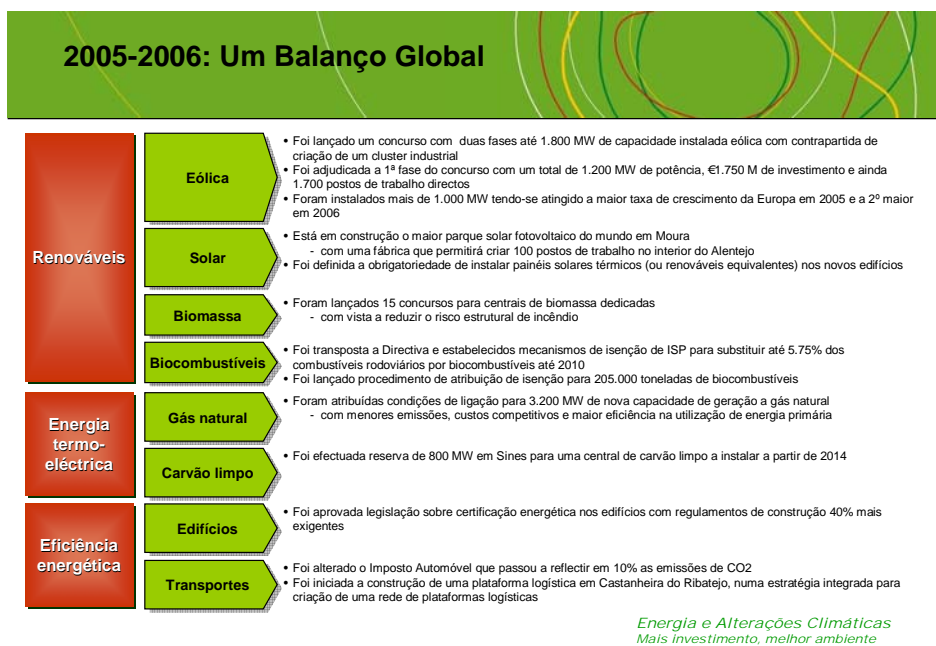 2005-2006: Um Balanço Global
Renováveis
Eólica
• Foi lançado um concurso com duas fases até 1.800 MW de capacidade instalada eólica com contrapartida de
criação de um cluster industrial
• Foi adjudicada a 1ª fase do concurso com um total de 1.200 MW de potência, €1.750 M de investimento e ainda
1.700 postos de trabalho directos
• Foram instalados mais de 1.000 MW tendo-se atingido a maior taxa de crescimento da Europa em 2005 e a 2º maior
em 2006
Solar
• Está em construção o maior parque solar fotovoltaico do mundo em Moura
- com uma fábrica que permitirá criar 100 postos de trabalho no interior do Alentejo
• Foi definida a obrigatoriedade de instalar painéis solares térmicos (ou renováveis equivalentes) nos novos edifícios
Biomassa
• Foram lançados 15 concursos para centrais de biomassa dedicadas
- com vista a reduzir o risco estrutural de incêndio
Biocombustíveis
• Foi transposta a Directiva e estabelecidos mecanismos de isenção de ISP para substituir até 5.75% dos
combustíveis rodoviários por biocombustíveis até 2010
• Foi lançado procedimento de atribuição de isenção para 205.000 toneladas de biocombustíveis
Energia
termo-
eléctrica
Gás natural
• Foram atribuídas condições de ligação para 3.200 MW de nova capacidade de geração a gás natural
- com menores emissões, custos competitivos e maior eficiência na utilização de energia primária
Carvão limpo
• Foi efectuada reserva de 800 MW em Sines para uma central de carvão limpo a instalar a partir de 2014
Eficiência
energética
Edifícios
• Foi aprovada legislação sobre certificação energética nos edifícios com regulamentos de construção 40% mais
exigentes
Transportes
• Foi alterado o Imposto Automóvel que passou a reflectir em 10% as emissões de CO2
• Foi iniciada a construção de uma plataforma logística em Castanheira do Ribatejo, numa estratégia integrada para
criação de uma rede de plataformas logísticas
Energia e Alterações Climáticas
Mais investimento, melhor ambiente